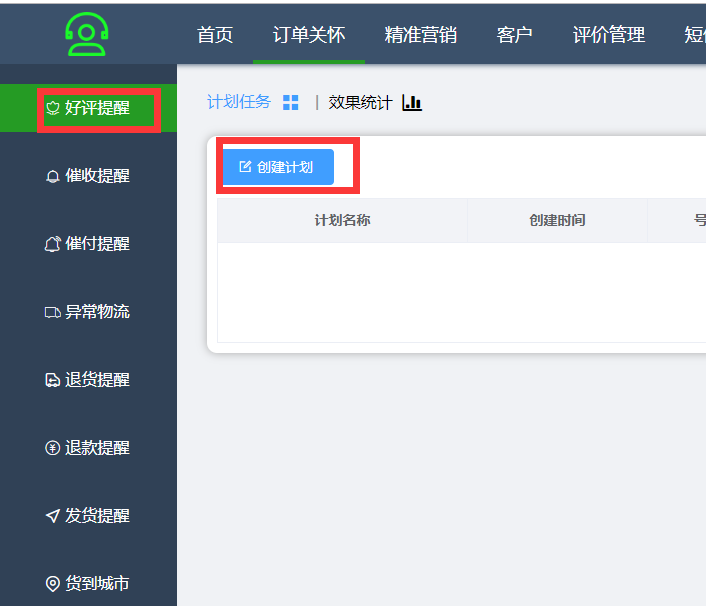 首页 订单关怀 精准营销 客户 评价管理 短
好评提醒
催收提醒
催付提醒
异常物流
退货提醒
退款提醒
发货提醒
货到城市
计划任务 | 效果统计
创建计划
计划名称 创建时间 号